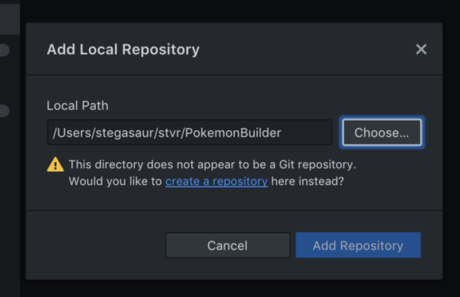 Add Local Repository
Local Path
/Users/stegasaur/stvr/PokemonBuilder
Choose...
This directory does not appear to be a Git repository.
Would you like to create a repository here instead?
Cancel
Add Repository